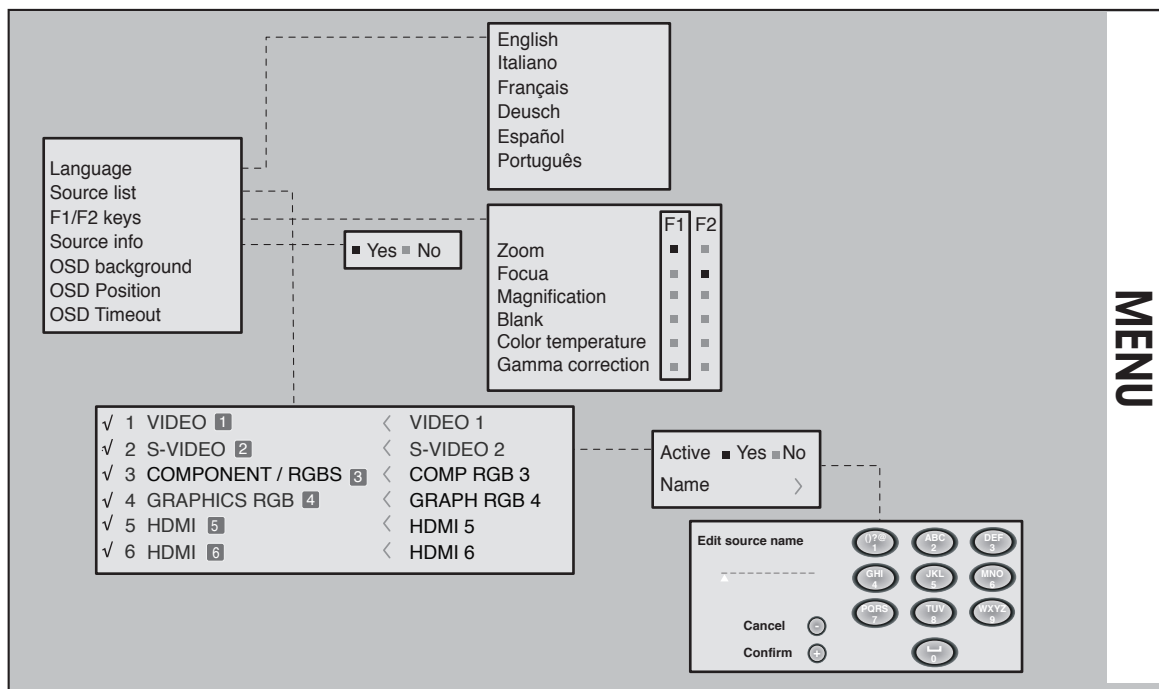 English
Italiano
Français
Deusch
Español
Português
Language
Source list
F1/F2 keys
Source info
OSD background
OSD Position
OSD Timeout
Yes No
F1 F2
Zoom
Focua
Magnification
Blank
Color temperature
Gamma correction
MENU
√ 1 VIDEO 1 < VIDEO 1
√ 2 S-VIDEO 2 < S-VIDEO 2
√ 3 COMPONENT / RGBS 3 < COMP RGB 3
√ 4 GRAPHICS RGB 4 < GRAPH RGB 4
√ 5 HDMI 5 < HDMI 5
√ 6 HDMI 6 < HDMI 6
Active Yes No
Name >
Edit source name
()?@ 1
ABC 2
DEF 3
GHI 4
JKL 5
MNO 6
PQRS 7
TUV 8
WXYZ 9
0
Cancel -
Confirm +